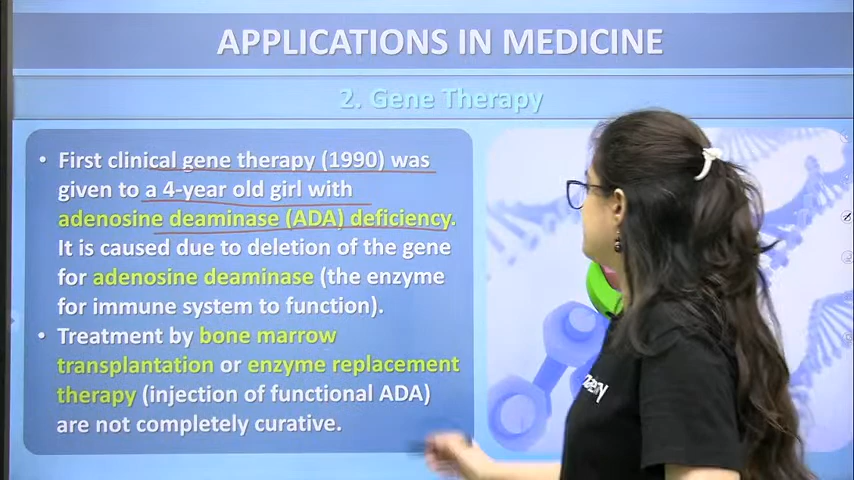 APPLICATIONS IN MEDICINE
2. Gene Therapy
• First clinical gene therapy (1990) was
given to a 4-year old girl with
adenosine deaminase (ADA) deficiency.
It is caused due to deletion of the gene
for adenosine deaminase (the enzyme
for immune system to function).
• Treatment by bone marrow
transplantation or enzyme replacement
therapy (injection of functional ADA)
are not completely curative.